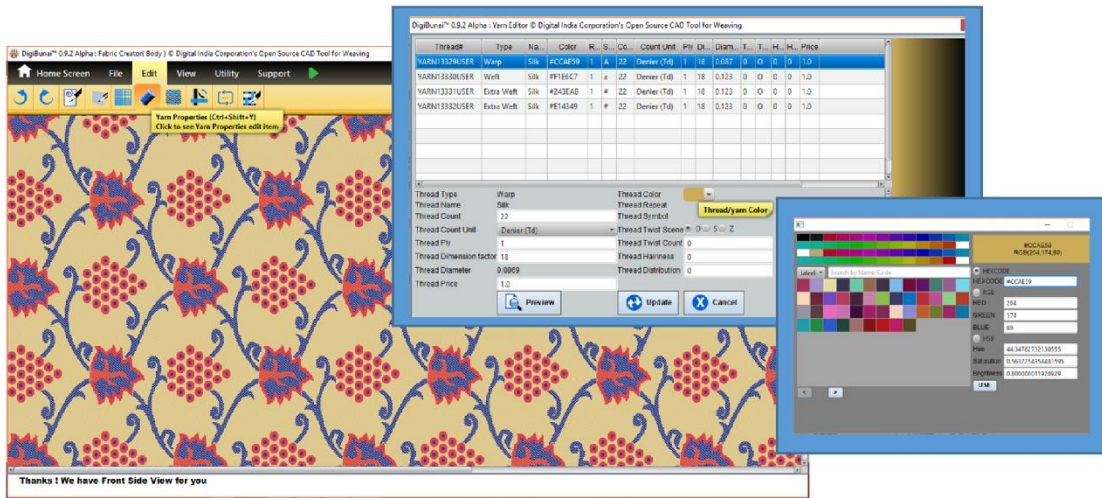 DigiBunai™ 0.9.2 Alpha : Fabric Creator( Body ) © Digital India Corporation's Open Source CAD Tool for Weaving
Home Screen File Edit View Utility Support
Yarn Properties (Ctrl+Shift+Y)
Click to see Yarn Properties edit item
Thanks ! We have Front Side View for you
DigiBunai™ 0.9.2 Alpha : Yarn Editor © Digital India Corporation's Open Source CAD Tool for Weaving
Thread# Type Na... Color R... S... Co... Count Unit Ply Di... Diam... T... T... H... H... Price
YARN13329USER Warp Silk #CCAE59 1 A 22 Denier (Td) 1 18 0.087 0 O 0 0 1.0
YARN13330USER Weft Silk #F1E6C7 1 a 22 Denier (Td) 1 18 0.123 0 O 0 0 1.0
YARN13331USER Extra Weft Silk #243EAB 1 # 22 Denier (Td) 1 18 0.123 0 O 0 0 1.0
YARN13332USER Extra Weft Silk #E14349 1 # 22 Denier (Td) 1 18 0.123 0 O 0 0 1.0
Thread Type Warp Thread Color
Thread Name Silk Thread Repeat
Thread/yarn Color
Thread Count 22 Thread Symbol
Thread Count Unit Denier (Td) Thread Twist Scene O S Z
Thread Ply 1 Thread Twist Count 0
Thread Dimension factor 18 Thread Hairiness 0
Thread Diameter 0.0869 Thread Distribution 0
Thread Price 1.0
Preview Update Cancel
#CCAE59
RGB(204,174,89)
Label Search by Name Code HEXCODE
HEXCODE #CCAE59
RGB
RED 204
GREEN 174
BLUE 89
HSB
Hue
Saturation
Brightness
< >